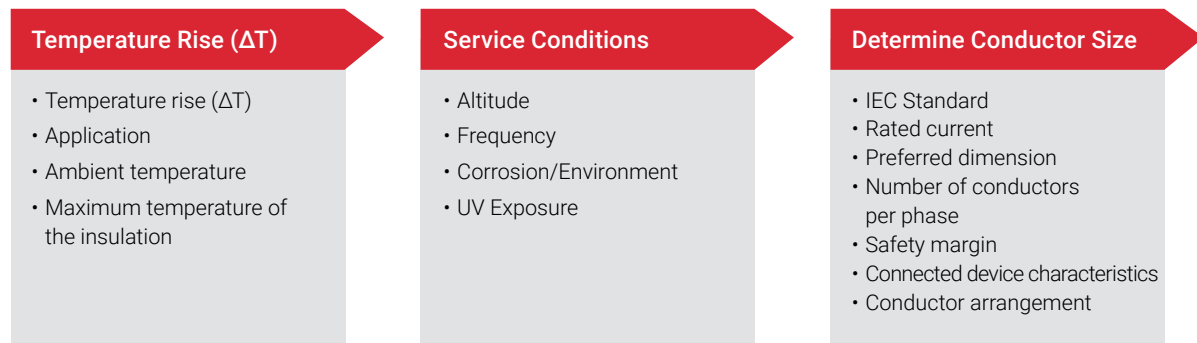 Temperature Rise (ΔT)
• Temperature rise (ΔT)
• Application
• Ambient temperature
• Maximum temperature of
the insulation
Service Conditions
• Altitude
• Frequency
• Corrosion/Environment
• UV Exposure
Determine Conductor Size
• IEC Standard
• Rated current
• Preferred dimension
• Number of conductors
per phase
• Safety margin
• Connected device characteristics
• Conductor arrangement